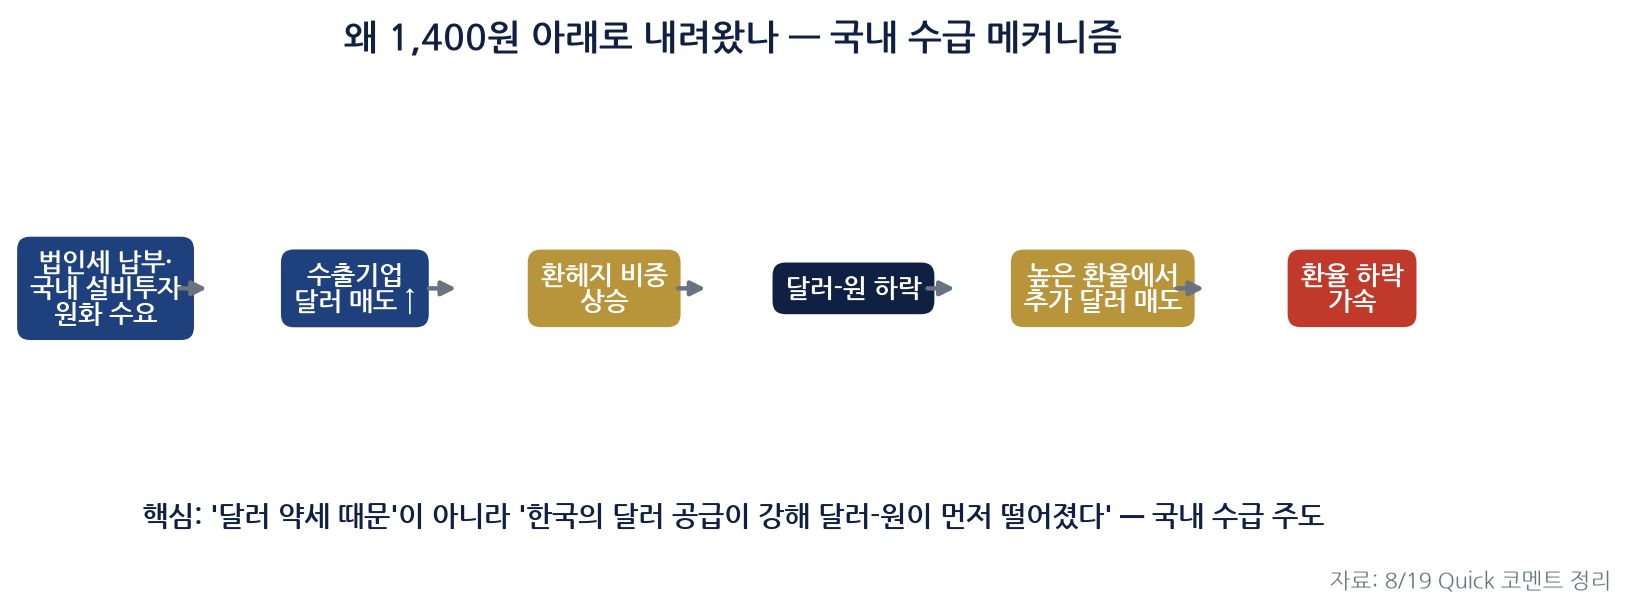 왜 1,400원 아래로 내려왔나 — 국내 수급 메커니즘
법인세 납부·
국내 설비투자
원화 수요
수출기업
달러 매도 ↑
환헤지 비중
상승
달러-원 하락
높은 환율에서
추가 달러 매도
환율 하락
가속
핵심: '달러 약세 때문'이 아니라 '한국의 달러 공급이 강해 달러-원이 먼저 떨어졌다' — 국내 수급 주도
자료: 8/19 Quick 코멘트 정리